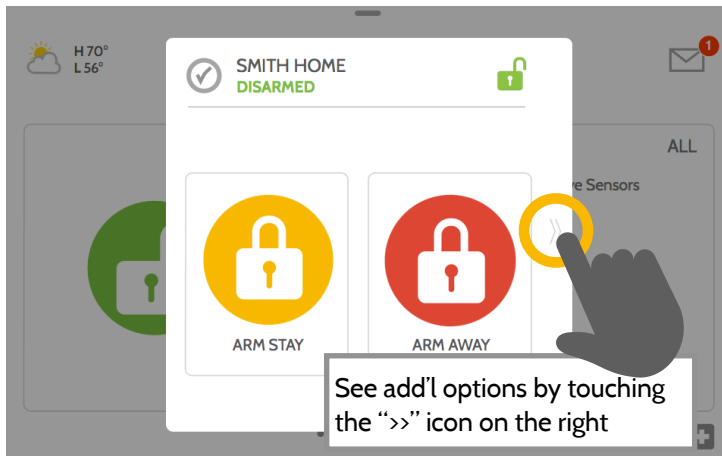 H 70°
L 56°
SMITH HOME
DISARMED
1
ALL
e Sensors
ARM STAY
ARM AWAY
See add’l options by touching
the “>>” icon on the right